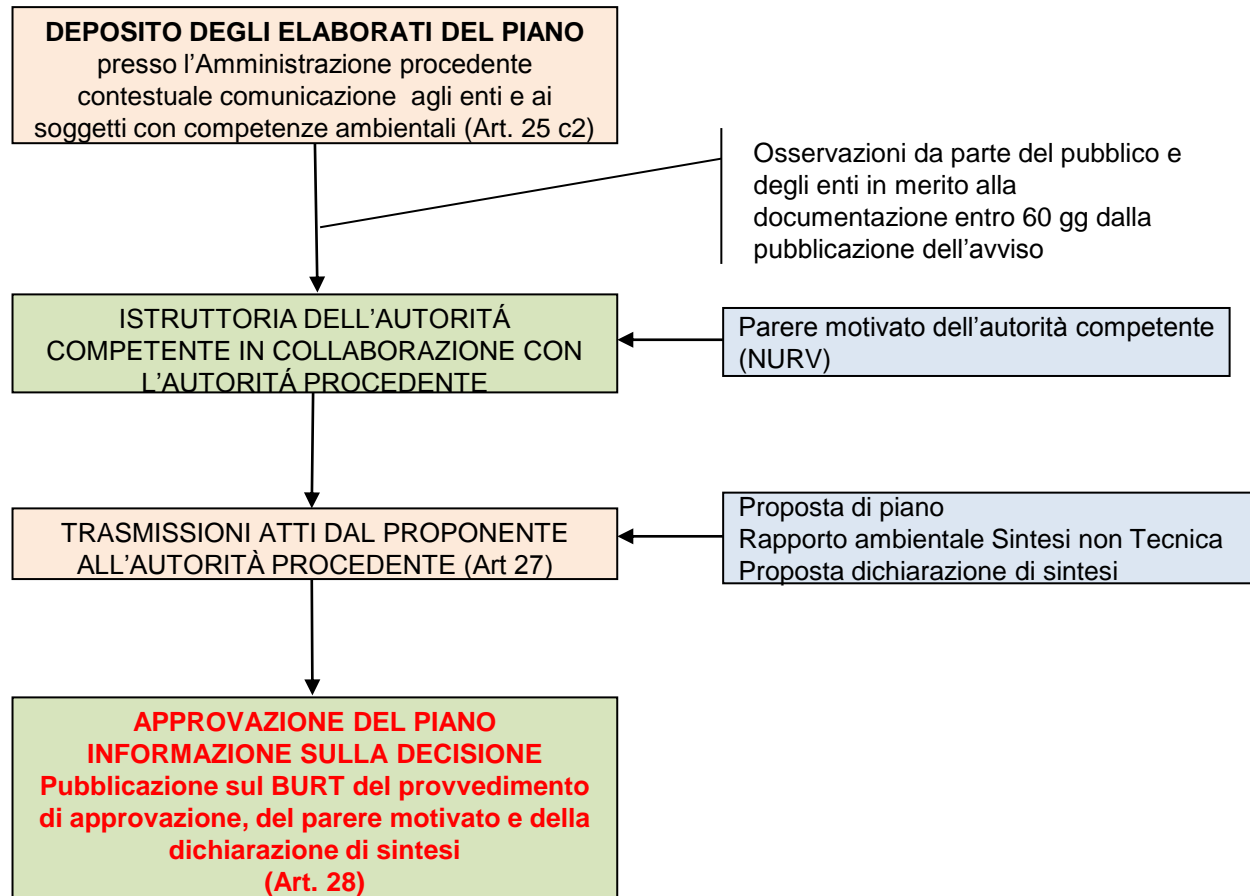 DEPOSITO DEGLI ELABORATI DEL PIANO
presso l'Amministrazione procedente
contestuale comunicazione agli enti e ai
soggetti con competenze ambientali (Art. 25 c2)
Osservazioni da parte del pubblico e
degli enti in merito alla
documentazione entro 60 gg dalla
pubblicazione dell'avviso
ISTRUTTORIA DELL'AUTORITÁ
COMPETENTE IN COLLABORAZIONE CON
L'AUTORITÁ PROCEDENTE
Parere motivato dell'autorità competente
(NURV)
TRASMISSIONI ATTI DAL PROPONENTE
ALL'AUTORITÀ PROCEDENTE (Art 27)
Proposta di piano
Rapporto ambientale Sintesi non Tecnica
Proposta dichiarazione di sintesi
APPROVAZIONE DEL PIANO
INFORMAZIONE SULLA DECISIONE
Pubblicazione sul BURT del provvedimento
di approvazione, del parere motivato e della
dichiarazione di sintesi
(Art. 28)